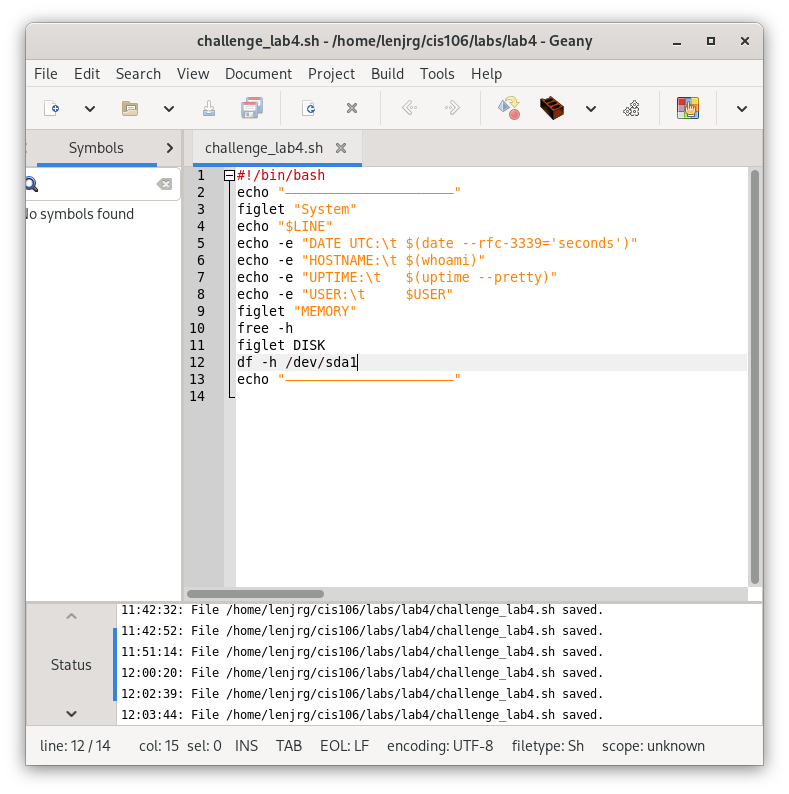 challenge_lab4.sh - /home/lenjrg/cis106/labs/lab4 - Geany
File Edit Search View Document Project Build Tools Help
Symbols
challenge_lab4.sh
No symbols found
1 #!/bin/bash
2 echo "—————————————————————"
3 figlet "System"
4 echo "$LINE"
5 echo -e "DATE UTC:\t $(date --rfc-3339='seconds')"
6 echo -e "HOSTNAME:\t $(whoami)"
7 echo -e "UPTIME:\t   $(uptime --pretty)"
8 echo -e "USER:\t     $USER"
9 figlet "MEMORY"
10 free -h
11 figlet DISK
12 df -h /dev/sda1
13 echo "—————————————————————"
14
Status
11:42:32: File /home/lenjrg/cis106/labs/lab4/challenge_lab4.sh saved.
11:42:52: File /home/lenjrg/cis106/labs/lab4/challenge_lab4.sh saved.
11:51:14: File /home/lenjrg/cis106/labs/lab4/challenge_lab4.sh saved.
12:00:20: File /home/lenjrg/cis106/labs/lab4/challenge_lab4.sh saved.
12:02:39: File /home/lenjrg/cis106/labs/lab4/challenge_lab4.sh saved.
12:03:44: File /home/lenjrg/cis106/labs/lab4/challenge_lab4.sh saved.
line: 12 / 14 col: 15 sel: 0 INS TAB EOL: LF encoding: UTF-8 filetype: Sh scope: unknown